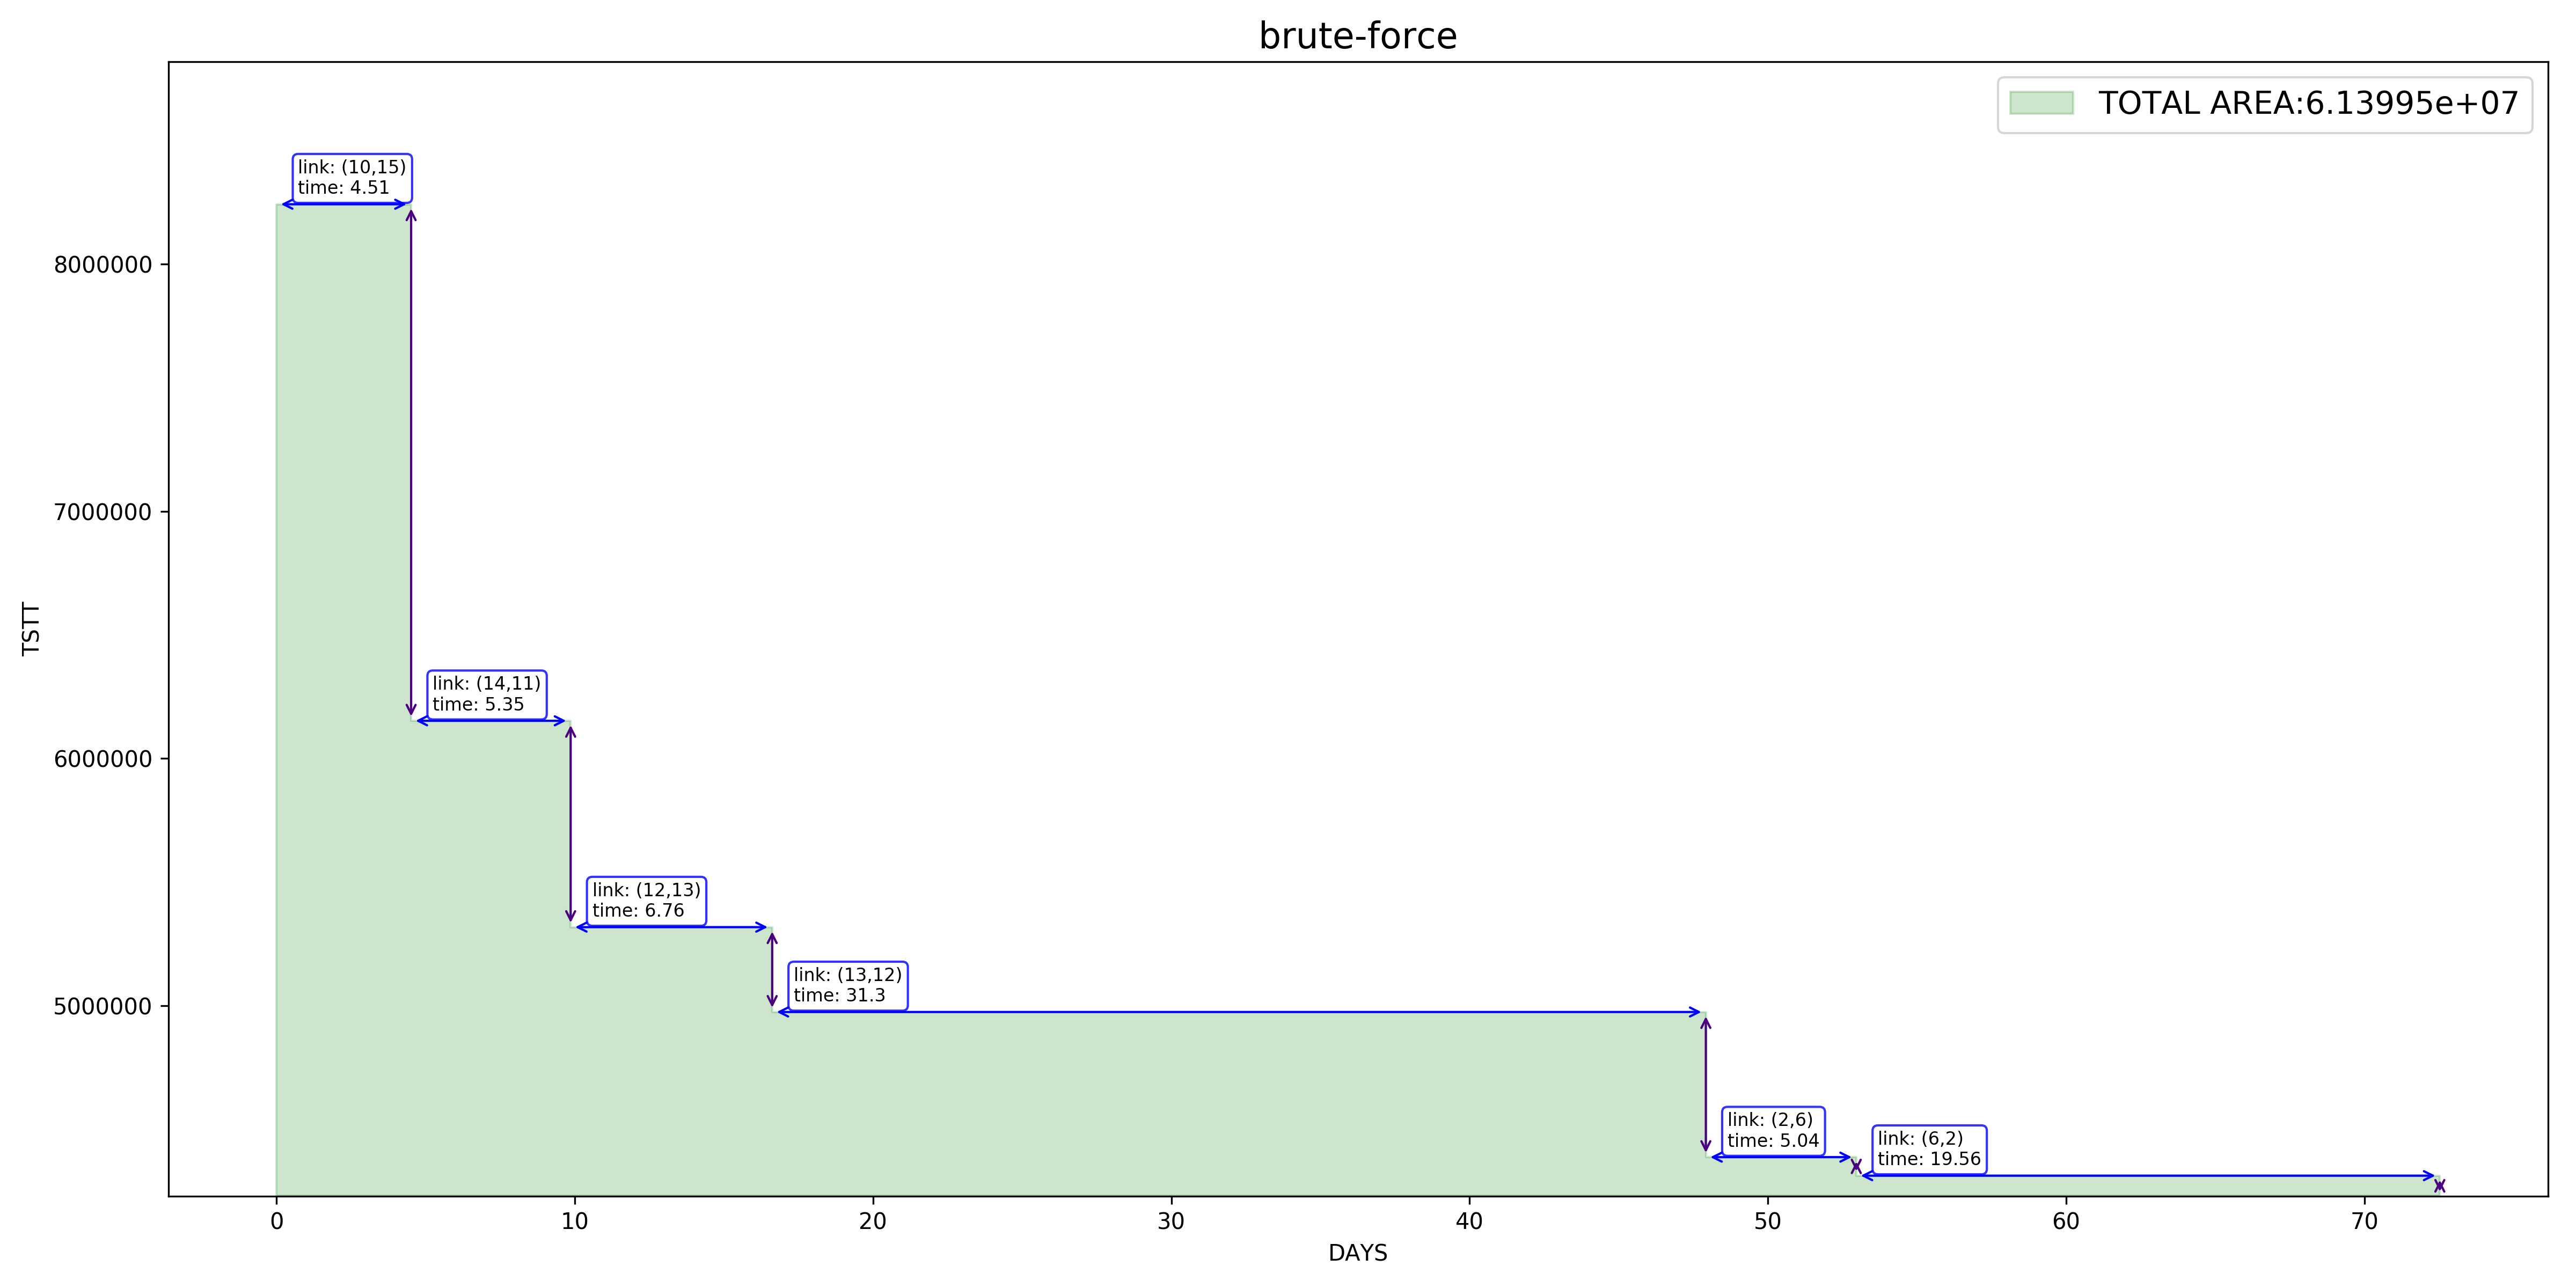 brute-force
TOTAL AREA:6.13995e+07
link: (10,15)
time: 4.51
8000000
7000000
TSTT
link: (14,11)
time: 5.35
6000000
link: (12,13)
time: 6.76
link: (13,12)
time: 31.3
5000000
link: (2,6)
time: 5.04
link: (6,2)
time: 19.56
0 10 20 30 40 50 60 70
DAYS